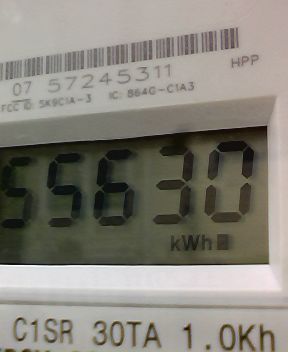 07 57245311
HPP
FCC ID: SK9C1A-3 IC: 864G-C1A3
55630
kWh
C1SR 30TA 1.0Kh